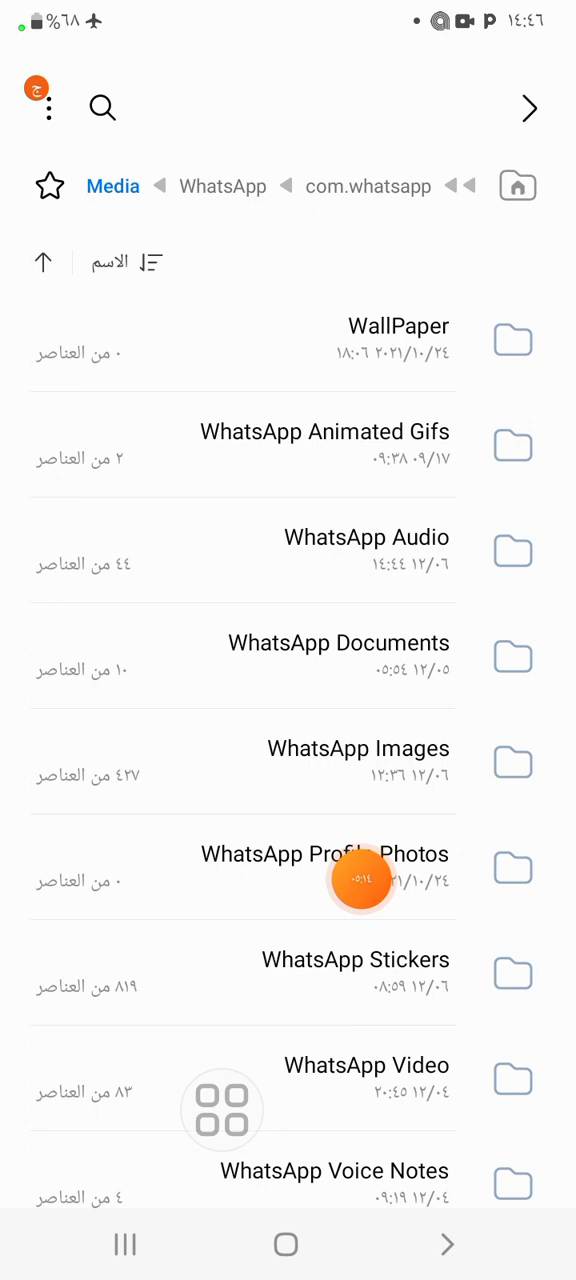 ١٤:٤٦
%٦٨
ج
com.whatsapp
WhatsApp
Media
الاسم
WallPaper
١٨:٠٦ ٢٠٢١/١٠/٢٤
٠ من العناصر
WhatsApp Animated Gifs
٠٩:٣٨ ٠٩/١٧
٢ من العناصر
WhatsApp Audio
١٤:٤٤ ١٢/٠٦
٤٤ من العناصر
WhatsApp Documents
٠٥:٥٤ ١٢/٠٥
١٠ من العناصر
WhatsApp Images
١٢:٣٦ ١٢/٠٦
٤٢٧ من العناصر
WhatsApp Profile Photos
٠٥:١٤
٠ من العناصر
WhatsApp Stickers
٠٨:٥٩ ١٢/٠٦
٨١٩ من العناصر
WhatsApp Video
٢٠:٤٥ ١٢/٠٤
٨٣ من العناصر
WhatsApp Voice Notes
٠٩:١٩ ١٢/٠٤
٤ من العناصر